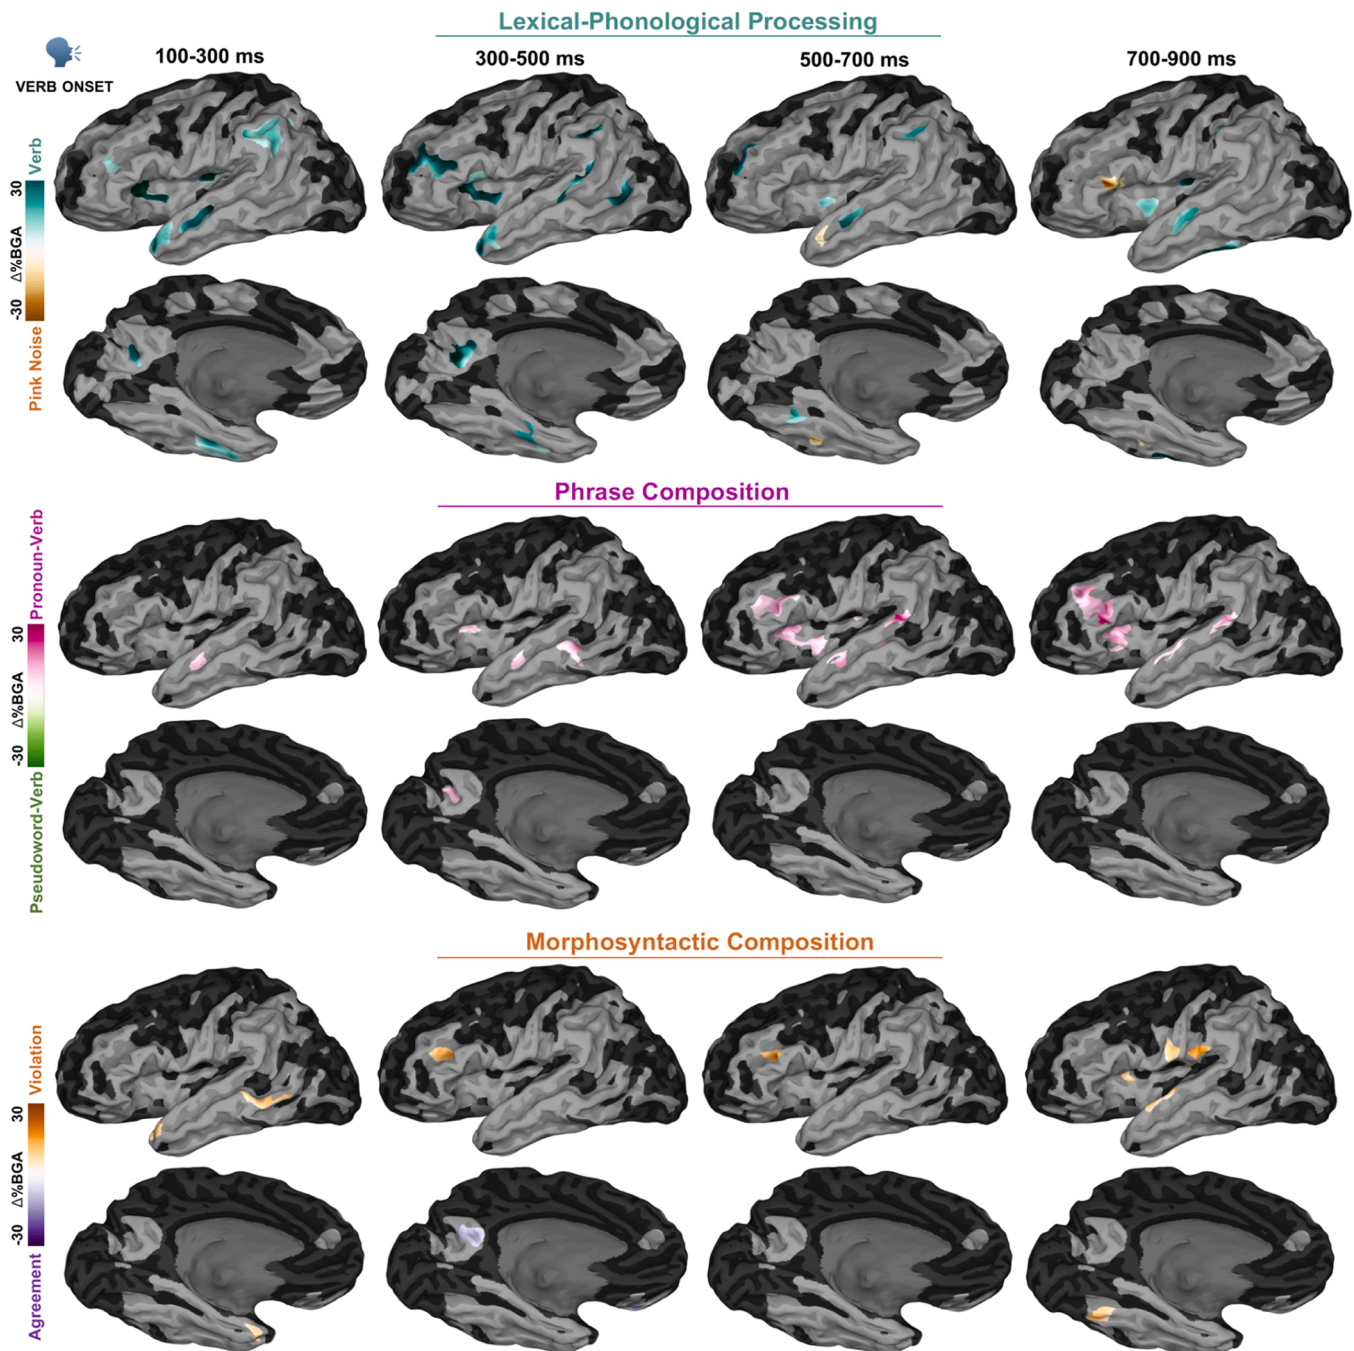 Lexical-Phonological Processing
100-300 ms
300-500 ms
500-700 ms
700-900 ms
VERB ONSET
Verb
30
Δ%BGA
-30
Pink Noise
Phrase Composition
Pronoun-Verb
30
Δ%BGA
-30
Pseudoword-Verb
Morphosyntactic Composition
Violation
30
Δ%BGA
-30
Agreement